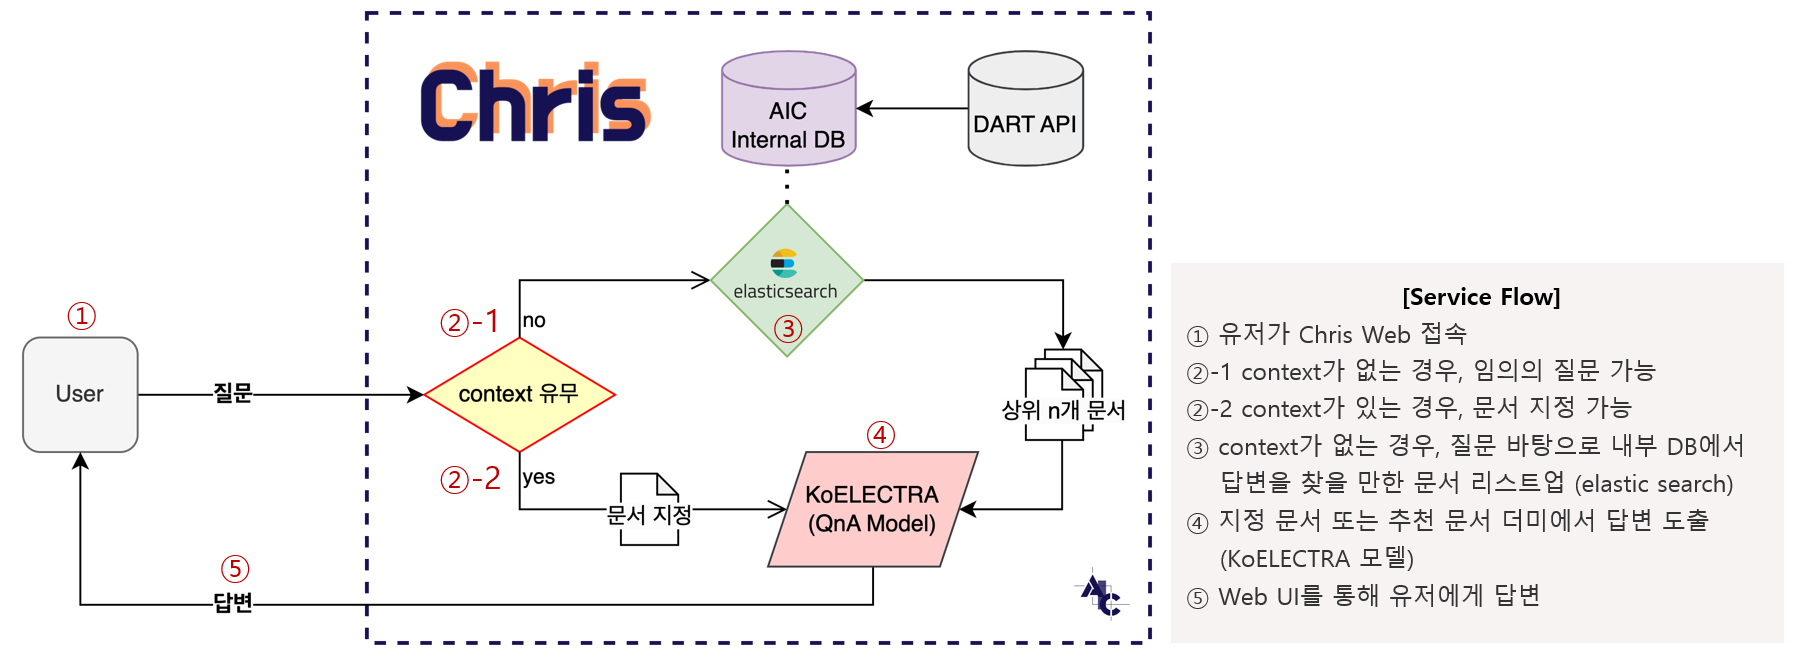 Chris
AIC
Internal DB
DART API
elasticsearch
③
②-1
no
①
User
질문
context 유무
②-2
yes
문서 지정
상위 n개 문서
④
KoELECTRA
(QnA Model)
⑤
답변
AC
[Service Flow]
① 유저가 Chris Web 접속
②-1 context가 없는 경우, 임의의 질문 가능
②-2 context가 있는 경우, 문서 지정 가능
③ context가 없는 경우, 질문 바탕으로 내부 DB에서
답변을 찾을 만한 문서 리스트업 (elastic search)
④ 지정 문서 또는 추천 문서 더미에서 답변 도출
(KoELECTRA 모델)
⑤ Web UI를 통해 유저에게 답변